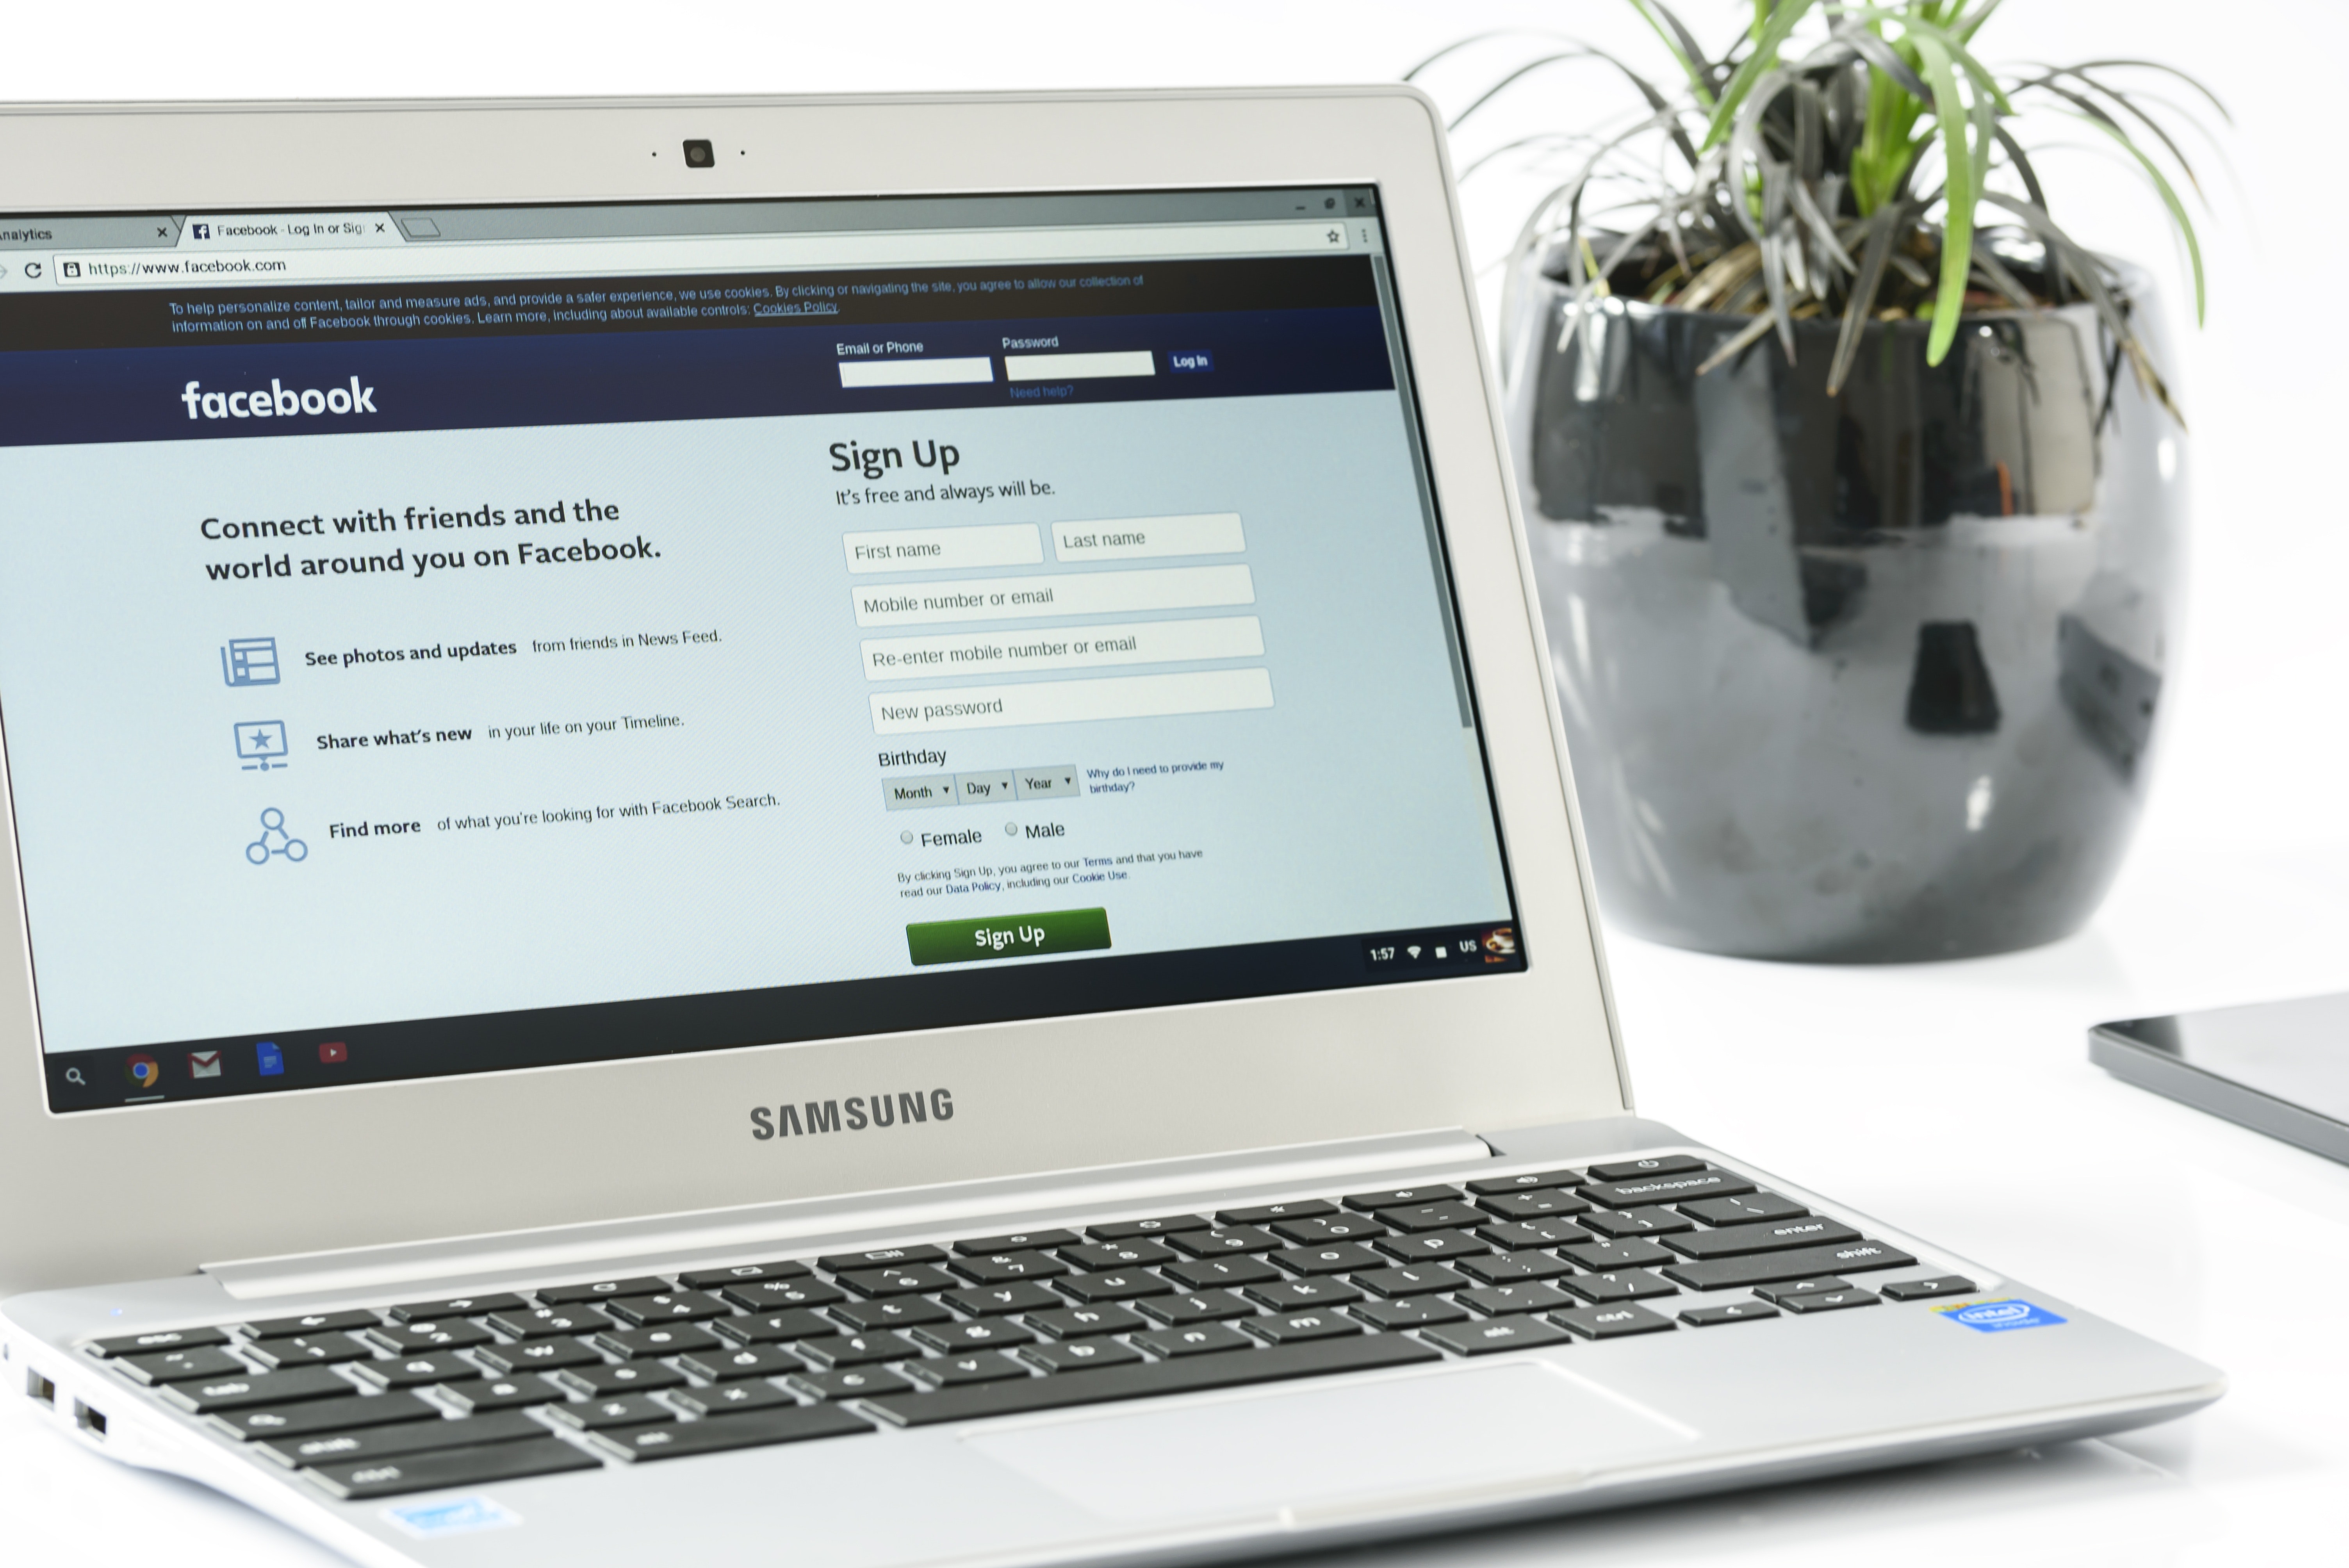 nalytics
Facebook - Log In or Sig
https://www.facebook.com
To help personalize content, tailor and measure ads, and provide a safer experience, we use cookies. By clicking or navigating the site, you agree to allow our collection of
information on and off Facebook through cookies. Learn more, including about available controls: Cookies Policy.
Email or Phone
Password
Log In
Need help?
facebook
Connect with friends and the
world around you on Facebook.
See photos and updates from friends in News Feed.
Share what's new in your life on your Timeline.
Find more of what you're looking for with Facebook Search.
Sign Up
It's free and always will be.
First name
Last name
Mobile number or email
Re-enter mobile number or email
New password
Birthday
Month
Day
Year
Why do I need to provide my
birthday?
Female
Male
By clicking Sign Up, you agree to our Terms and that you have
read our Data Policy, including our Cookie Use.
Sign Up
1:57
US
SAMSUNG
backspace
enter
shift
esc
tab
alt
alt
ctrl
intel
inside